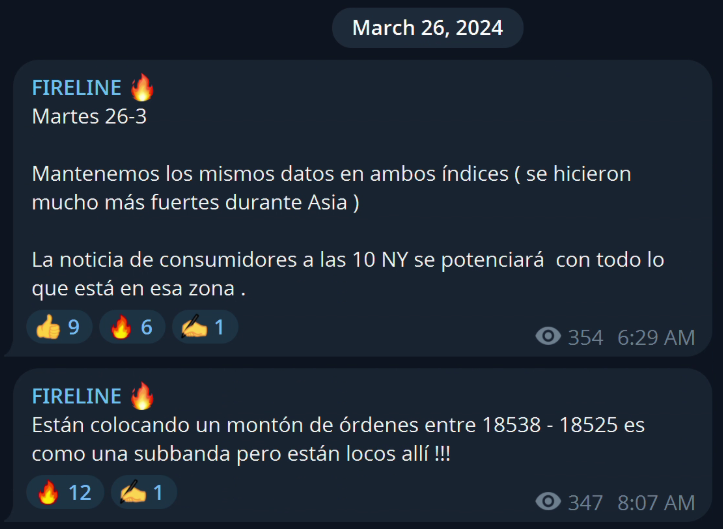 March 26, 2024
FIRELINE 🔥
Martes 26-3
Mantenemos los mismos datos en ambos índices ( se hicieron
mucho más fuertes durante Asia )
La noticia de consumidores a las 10 NY se potenciará  con todo lo
que está en esa zona .
👍 9 🔥 6 ✍️ 1 354 6:29 AM
FIRELINE 🔥
Están colocando un montón de órdenes entre 18538 - 18525 es
como una subbanda pero están locos allí !!!
🔥 12 ✍️ 1 347 8:07 AM